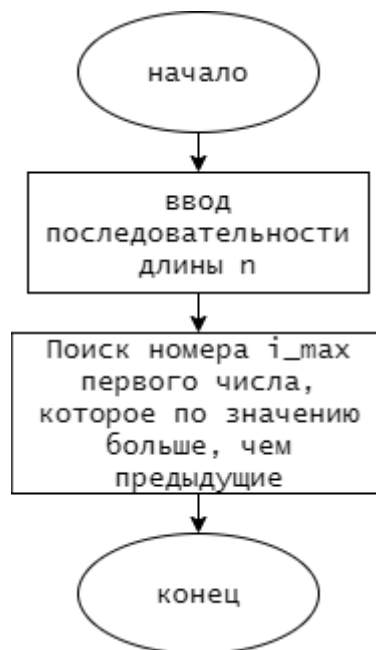 начало
ввод
последовательности
длины n
Поиск номера i_max
первого числа,
которое по значению
больше, чем
предыдущие
конец